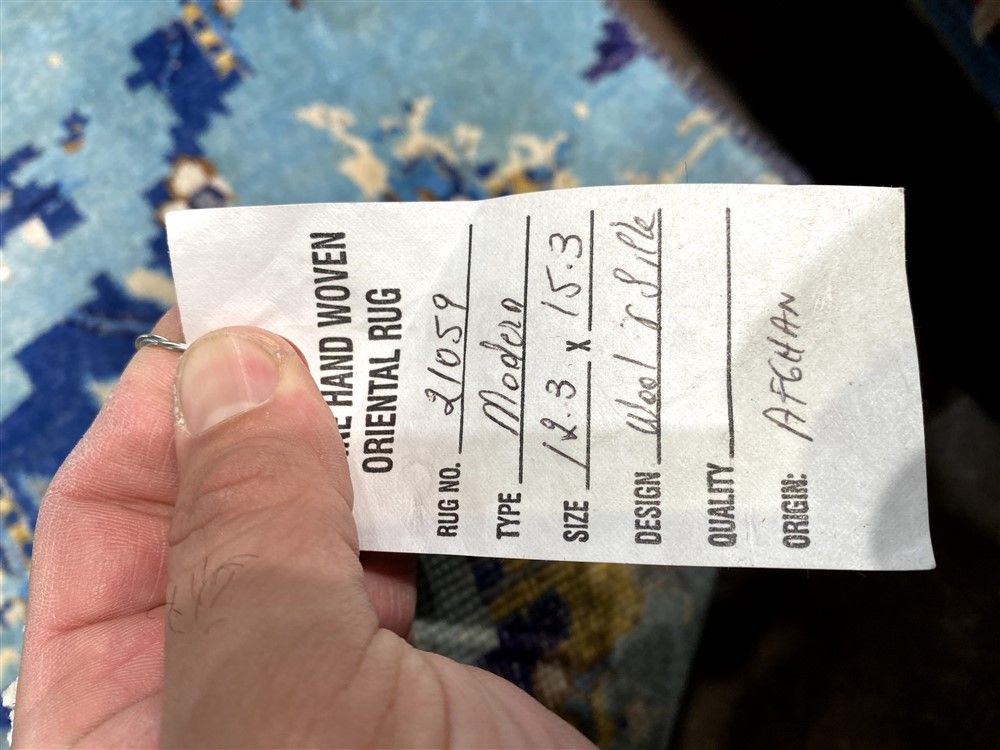 HAND WOVEN
ORIENTAL RUG
RUG NO. 21059
TYPE Modern
SIZE 12.3 x 15.3
DESIGN Wool & Silk
QUALITY
ORIGIN: AFGHAN